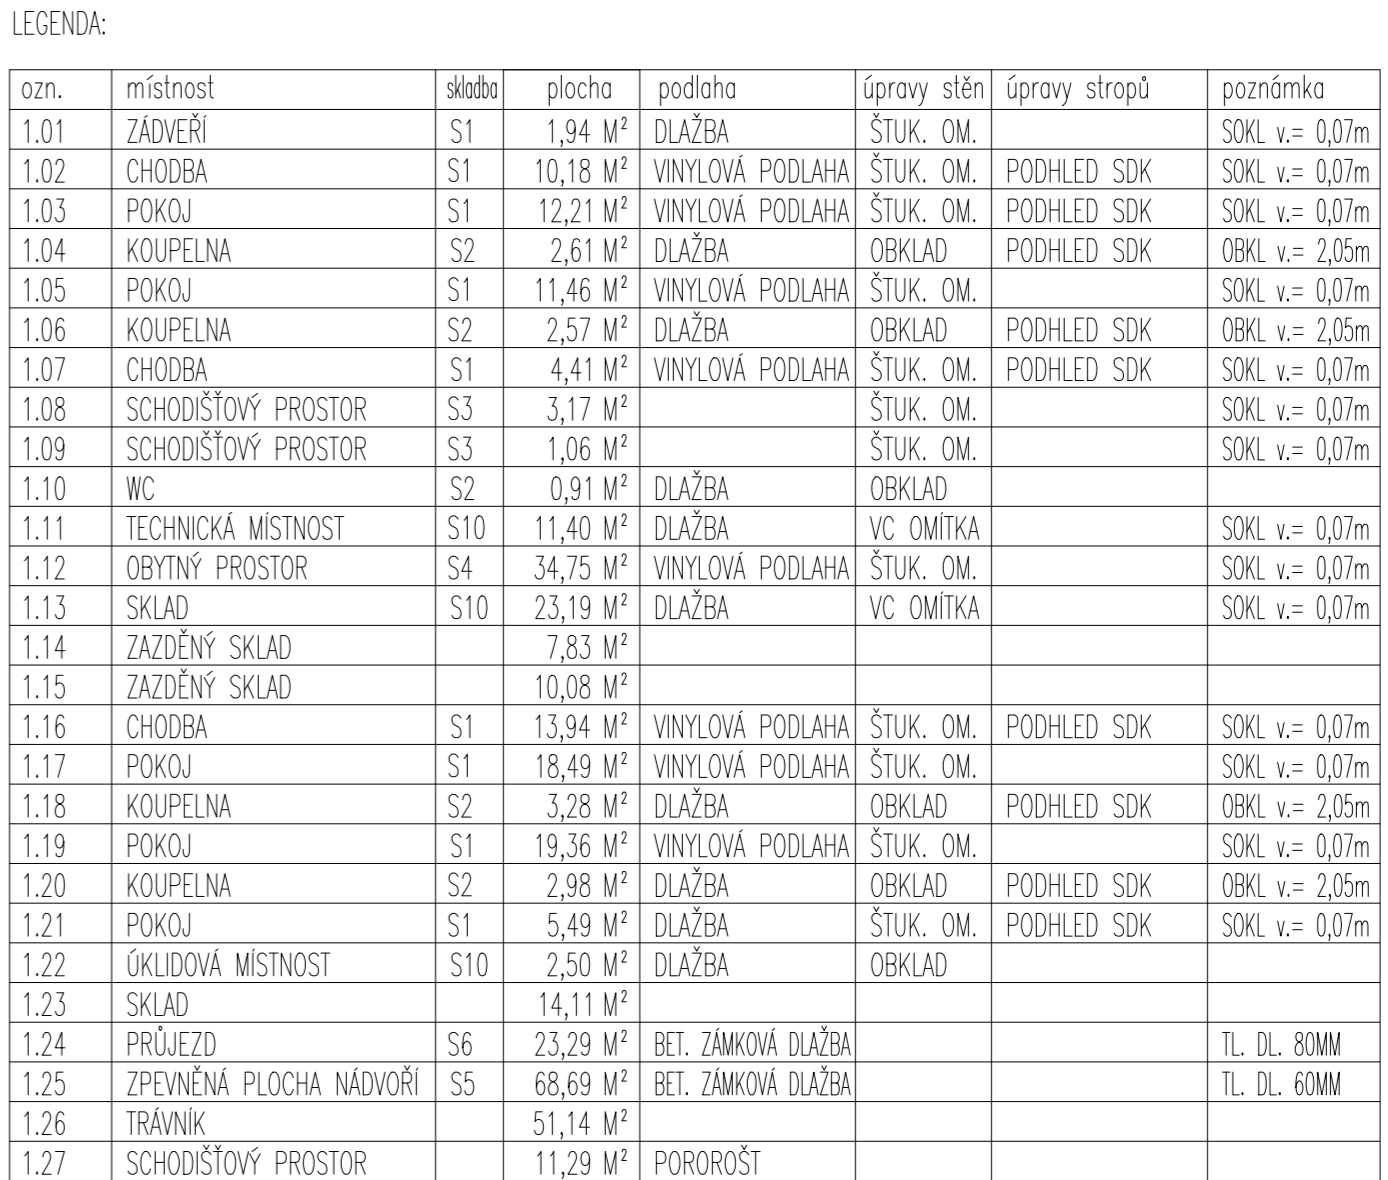 LEGENDA:
ozn. místnost skladba plocha podlaha úpravy stěn úpravy stropů poznámka
1.01 ZÁDVEŘÍ S1 1,94 M² DLAŽBA ŠTUK. OM. SOKL v.= 0,07m
1.02 CHODBA S1 10,18 M² VINYLOVÁ PODLAHA ŠTUK. OM. PODHLED SDK SOKL v.= 0,07m
1.03 POKOJ S1 12,21 M² VINYLOVÁ PODLAHA ŠTUK. OM. PODHLED SDK SOKL v.= 0,07m
1.04 KOUPELNA S2 2,61 M² DLAŽBA OBKLAD PODHLED SDK OBKL v.= 2,05m
1.05 POKOJ S1 11,46 M² VINYLOVÁ PODLAHA ŠTUK. OM. SOKL v.= 0,07m
1.06 KOUPELNA S2 2,57 M² DLAŽBA OBKLAD PODHLED SDK OBKL v.= 2,05m
1.07 CHODBA S1 4,41 M² VINYLOVÁ PODLAHA ŠTUK. OM. PODHLED SDK SOKL v.= 0,07m
1.08 SCHODIŠŤOVÝ PROSTOR S3 3,17 M² ŠTUK. OM. SOKL v.= 0,07m
1.09 SCHODIŠŤOVÝ PROSTOR S3 1,06 M² ŠTUK. OM. SOKL v.= 0,07m
1.10 WC S2 0,91 M² DLAŽBA OBKLAD
1.11 TECHNICKÁ MÍSTNOST S10 11,40 M² DLAŽBA VC OMÍTKA SOKL v.= 0,07m
1.12 OBYTNÝ PROSTOR S4 34,75 M² VINYLOVÁ PODLAHA ŠTUK. OM. SOKL v.= 0,07m
1.13 SKLAD S10 23,19 M² DLAŽBA VC OMÍTKA SOKL v.= 0,07m
1.14 ZAZDĚNÝ SKLAD 7,83 M²
1.15 ZAZDĚNÝ SKLAD 10,08 M²
1.16 CHODBA S1 13,94 M² VINYLOVÁ PODLAHA ŠTUK. OM. PODHLED SDK SOKL v.= 0,07m
1.17 POKOJ S1 18,49 M² VINYLOVÁ PODLAHA ŠTUK. OM. SOKL v.= 0,07m
1.18 KOUPELNA S2 3,28 M² DLAŽBA OBKLAD PODHLED SDK OBKL v.= 2,05m
1.19 POKOJ S1 19,36 M² VINYLOVÁ PODLAHA ŠTUK. OM. SOKL v.= 0,07m
1.20 KOUPELNA S2 2,98 M² DLAŽBA OBKLAD PODHLED SDK OBKL v.= 2,05m
1.21 POKOJ S1 5,49 M² DLAŽBA ŠTUK. OM. PODHLED SDK SOKL v.= 0,07m
1.22 ÚKLIDOVÁ MÍSTNOST S10 2,50 M² DLAŽBA OBKLAD
1.23 SKLAD 14,11 M²
1.24 PRŮJEZD S6 23,29 M² BET. ZÁMKOVÁ DLAŽBA TL. DL. 80MM
1.25 ZPEVNĚNÁ PLOCHA NÁDVOŘÍ S5 68,69 M² BET. ZÁMKOVÁ DLAŽBA TL. DL. 60MM
1.26 TRÁVNÍK 51,14 M²
1.27 SCHODIŠŤOVÝ PROSTOR 11,29 M² POROROŠT